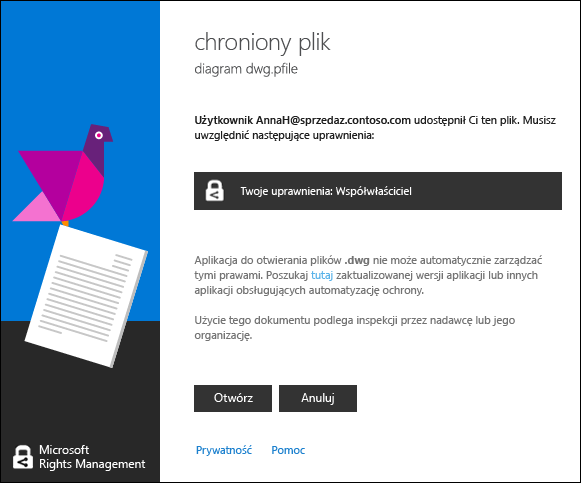 chroniony plik
diagram dwg.pfile
Użytkownik AnnaH@sprzedaz.contoso.com udostępnił Ci ten plik. Musisz
uwzględnić następujące uprawnienia:
Twoje uprawnienia: Współwłaściciel
Aplikacja do otwierania plików .dwg nie może automatycznie zarządzać
tymi prawami. Poszukaj tutaj zaktualizowanej wersji aplikacji lub innych
aplikacji obsługujących automatyzację ochrony.
Użycie tego dokumentu podlega inspekcji przez nadawcę lub jego
organizację.
Otwórz
Anuluj
Prywatność
Pomoc
Microsoft
Rights Management